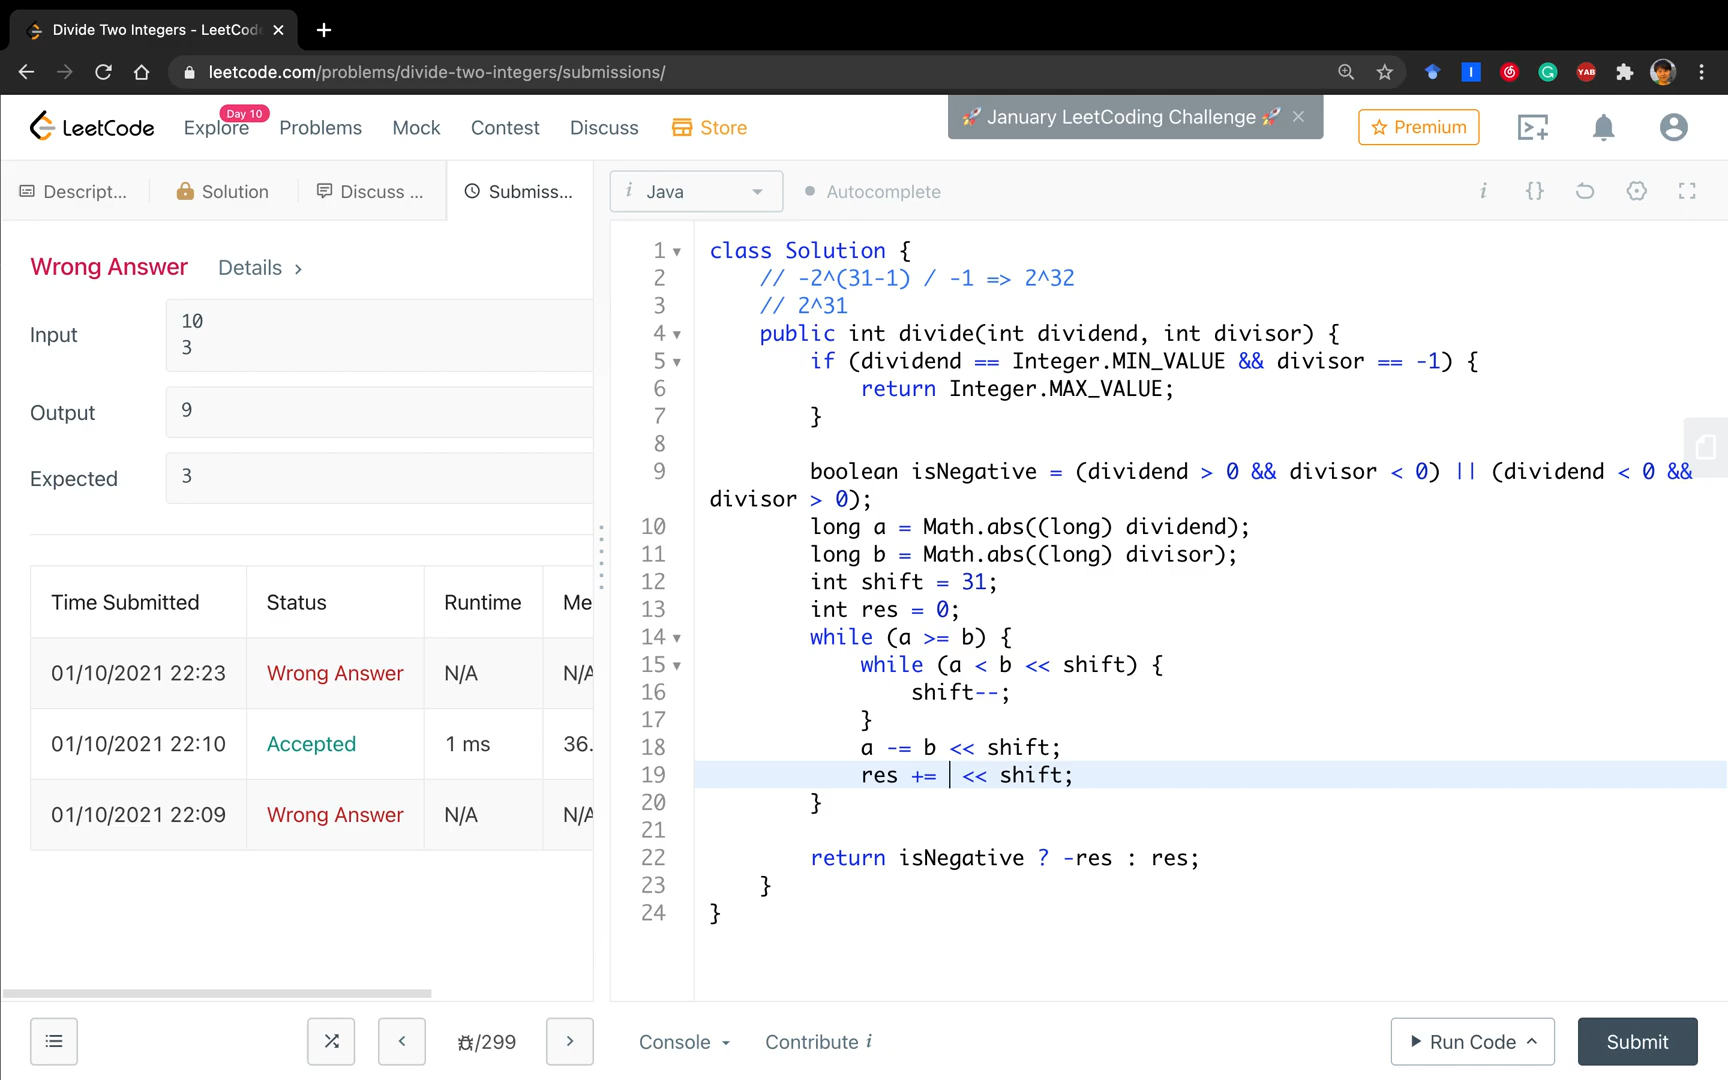 Divide Two Integers - LeetCod
leetcode.com/problems/divide-two-integers/submissions/
YAB
LeetCode
Explore
Day 10
Problems
Mock
Contest
Discuss
Store
🚀 January LeetCoding Challenge 🚀
Premium
Descript...
Solution
Discuss ...
Submiss...
i Java
Autocomplete
i
{}
Wrong Answer
Details >
Input
10
3
Output
9
Expected
3
Time Submitted Status Runtime Me
01/10/2021 22:23 Wrong Answer N/A N/A
01/10/2021 22:10 Accepted 1 ms 36.
01/10/2021 22:09 Wrong Answer N/A N/A
1 class Solution {
2 // -2^(31-1) / -1 => 2^32
3 // 2^31
4 public int divide(int dividend, int divisor) {
5 if (dividend == Integer.MIN_VALUE && divisor == -1) {
6 return Integer.MAX_VALUE;
7 }
8
9 boolean isNegative = (dividend > 0 && divisor < 0) || (dividend < 0 &&
divisor > 0);
10 long a = Math.abs((long) dividend);
11 long b = Math.abs((long) divisor);
12 int shift = 31;
13 int res = 0;
14 while (a >= b) {
15 while (a < b << shift) {
16 shift--;
17 }
18 a -= b << shift;
19 res += << shift;
20 }
21
22 return isNegative ? -res : res;
23 }
24 }
/299
Console
Contribute i
Run Code
Submit